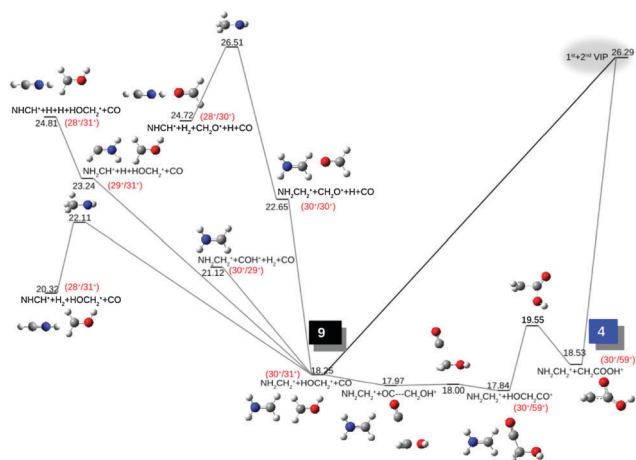 26.51
1st+2nd VIP
26.29
NHCH⁺+H+H+HOCH₂⁺+CO
24.81 (28⁺/31⁺)
24.72 (28⁺/30⁺)
NHCH⁺+H₂+CH₂O⁺+H+CO
NH₂CH⁺+H+HOCH₂⁺+CO
23.24 (29⁺/31⁺)
22.65
NH₂CH₂⁺+CH₂O⁺+H+CO
(30⁺/30⁺)
22.11
NH₂CH₂⁺+COH⁺+H₂+CO
21.12 (30⁺/29⁺)
20.32 (28⁺/31⁺)
NHCH⁺+H₂+HOCH₂⁺+CO
9
4
19.55
18.53 (30⁺/59⁺)
NH₂CH₂⁺+CH₂COOH⁺
(30⁺/31⁺) 18.25
NH₂CH₂⁺+HOCH₂⁺+CO
17.97
NH₂CH₂⁺+OC---CH₂OH⁺
18.00
17.84
NH₂CH₂⁺+HOCH₂CO⁺
(30⁺/59⁺)